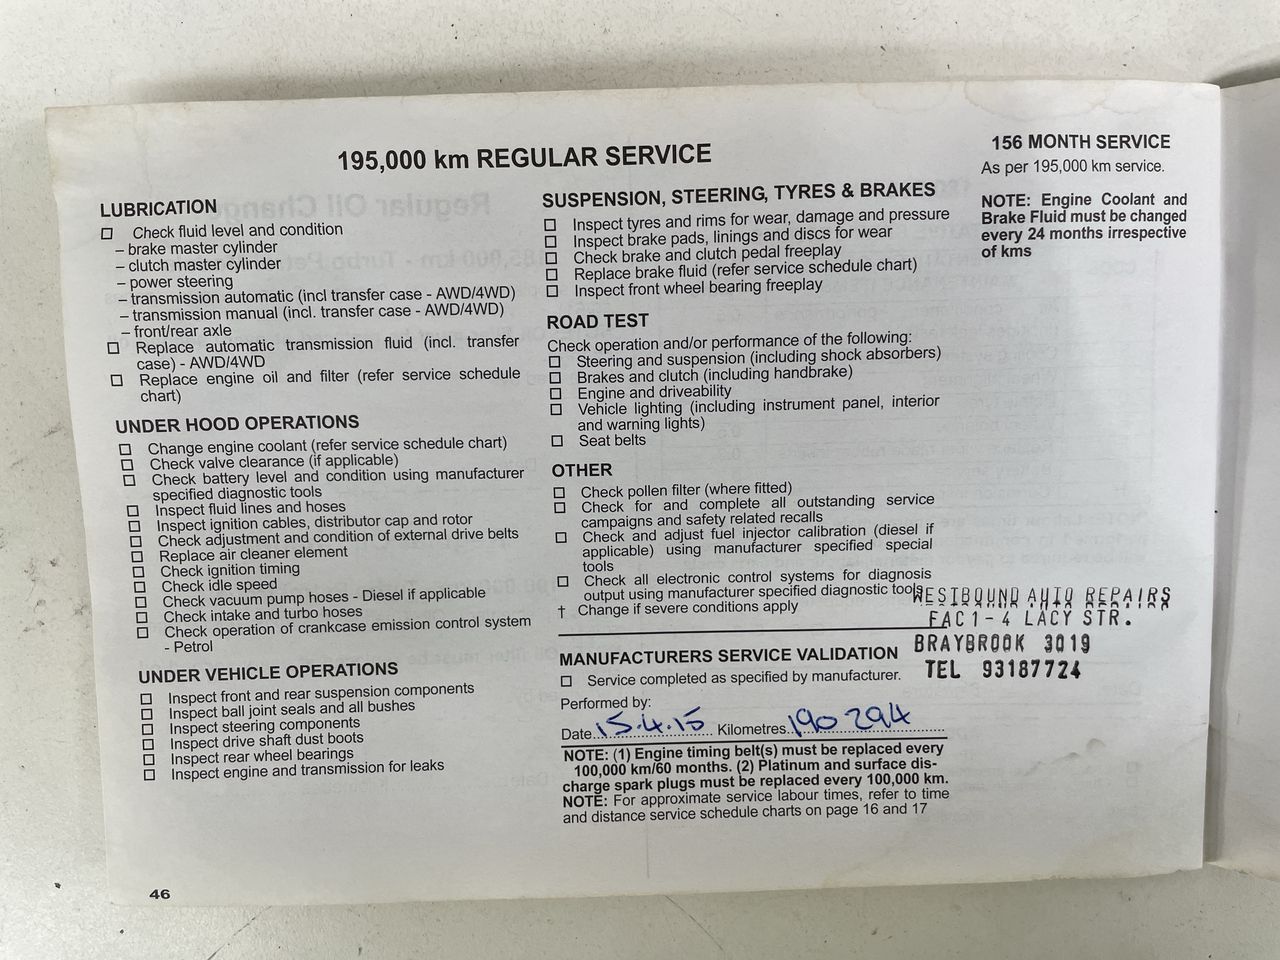 195,000 km REGULAR SERVICE
LUBRICATION
Check fluid level and condition
– brake master cylinder
– clutch master cylinder
– power steering
– transmission automatic (incl transfer case - AWD/4WD)
– transmission manual (incl. transfer case - AWD/4WD)
– front/rear axle
Replace automatic transmission fluid (incl. transfer
case) - AWD/4WD
Replace engine oil and filter (refer service schedule
chart)
UNDER HOOD OPERATIONS
Change engine coolant (refer service schedule chart)
Check valve clearance (if applicable)
Check battery level and condition using manufacturer
specified diagnostic tools
Inspect fluid lines and hoses
Inspect ignition cables, distributor cap and rotor
Check adjustment and condition of external drive belts
Replace air cleaner element
Check ignition timing
Check idle speed
Check vacuum pump hoses - Diesel if applicable
Check intake and turbo hoses
Check operation of crankcase emission control system
- Petrol
UNDER VEHICLE OPERATIONS
Inspect front and rear suspension components
Inspect ball joint seals and all bushes
Inspect steering components
Inspect drive shaft dust boots
Inspect rear wheel bearings
Inspect engine and transmission for leaks
46
SUSPENSION, STEERING, TYRES & BRAKES
Inspect tyres and rims for wear, damage and pressure
Inspect brake pads, linings and discs for wear
Check brake and clutch pedal freeplay
Replace brake fluid (refer service schedule chart)
Inspect front wheel bearing freeplay
ROAD TEST
Check operation and/or performance of the following:
Steering and suspension (including shock absorbers)
Brakes and clutch (including handbrake)
Engine and driveability
Vehicle lighting (including instrument panel, interior
and warning lights)
Seat belts
OTHER
Check pollen filter (where fitted)
Check for and complete all outstanding service
campaigns and safety related recalls
Check and adjust fuel injector calibration (diesel if
applicable) using manufacturer specified special
tools
Check all electronic control systems for diagnosis
output using manufacturer specified diagnostic tools
† Change if severe conditions apply
MANUFACTURERS SERVICE VALIDATION
Service completed as specified by manufacturer.
Performed by:
Date 15.4.15 Kilometres 190 294
NOTE: (1) Engine timing belt(s) must be replaced every
100,000 km/60 months. (2) Platinum and surface dis-
charge spark plugs must be replaced every 100,000 km.
NOTE: For approximate service labour times, refer to time
and distance service schedule charts on page 16 and 17
156 MONTH SERVICE
As per 195,000 km service.
NOTE: Engine Coolant and
Brake Fluid must be changed
every 24 months irrespective
of kms
WESTBOUND AUTO REPAIRS
FAC 1-4 LACY STR.
BRAYBROOK 3019
TEL 93187724